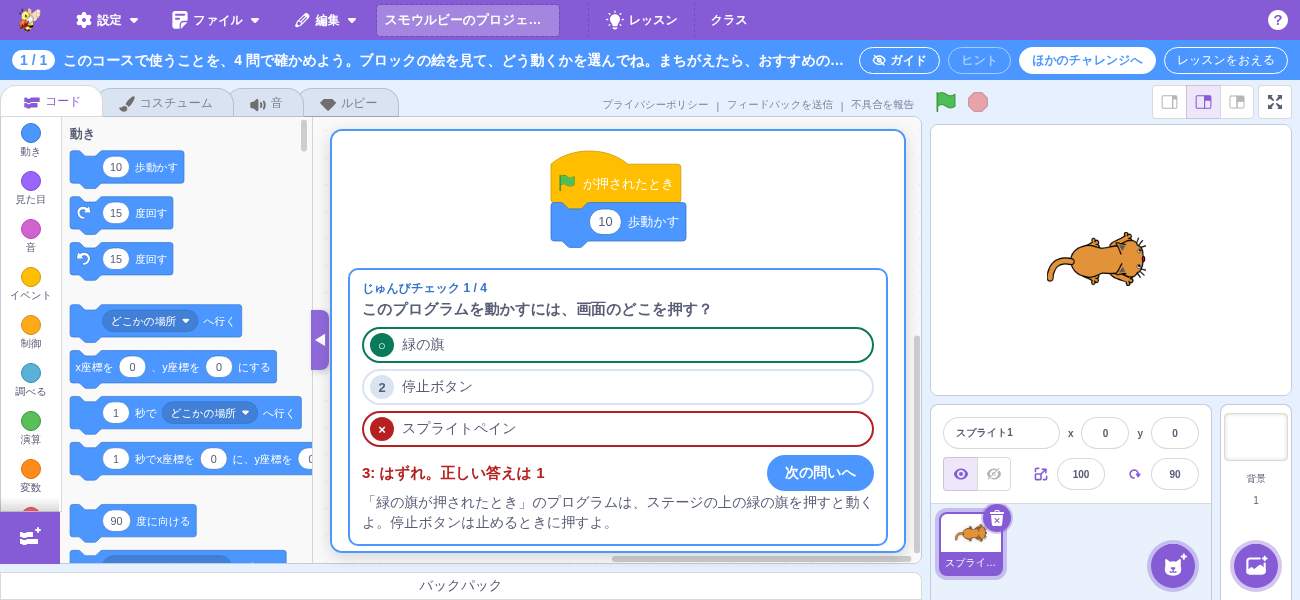 設定
ファイル
編集
スモウルビーのプロジェ…
レッスン
クラス
?
1 / 1
このコースで使うことを、4 問で確かめよう。ブロックの絵を見て、どう動くかを選んでね。まちがえたら、おすすめの…
ガイド
ヒント
ほかのチャレンジへ
レッスンをおえる
コード
コスチューム
音
ルビー
プライバシーポリシー | フィードバックを送信 | 不具合を報告
動き
見た目
音
イベント
制御
調べる
演算
変数
動き
10 歩動かす
15 度回す
15 度回す
どこかの場所 へ行く
x座標を 0 、y座標を 0 にする
1 秒で どこかの場所 へ行く
1 秒でx座標を 0 に、y座標を 0
90 度に向ける
が押されたとき
10 歩動かす
じゅんびチェック 1 / 4
このプログラムを動かすには、画面のどこを押す？
○ 緑の旗
2 停止ボタン
× スプライトペイン
3: はずれ。正しい答えは 1
次の問いへ
「緑の旗が押されたとき」のプログラムは、ステージの上の緑の旗を押すと動く
よ。停止ボタンは止めるときに押すよ。
スプライト1
x 0
y 0
100
90
スプライ…
背景
1
バックパック